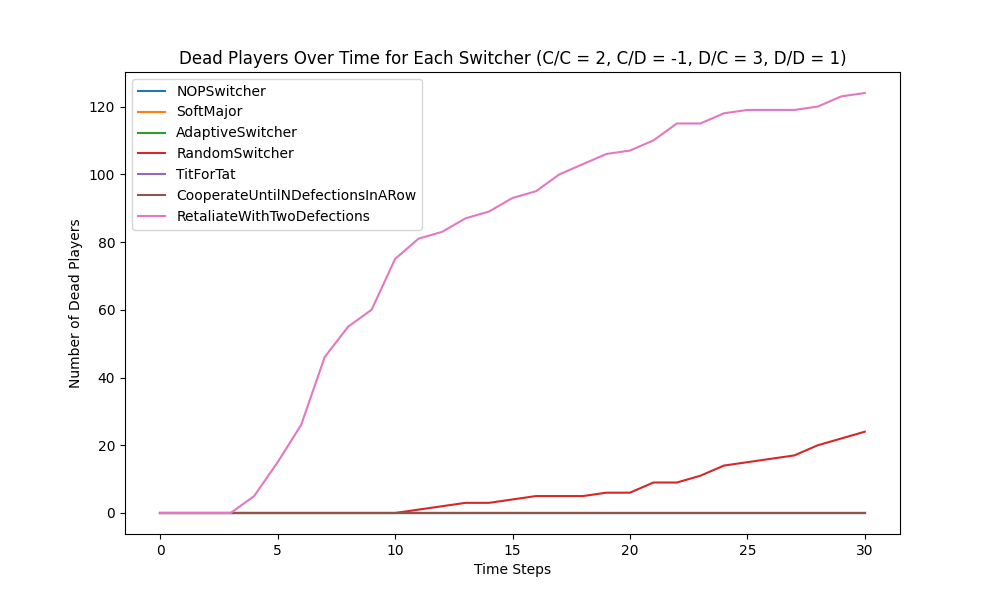 Dead Players Over Time for Each Switcher (C/C = 2, C/D = -1, D/C = 3, D/D = 1)
NOPSwitcher
SoftMajor
AdaptiveSwitcher
RandomSwitcher
TitForTat
CooperateUntilNDefectionsInARow
RetaliateWithTwoDefections
Number of Dead Players
120
100
80
60
40
20
0
0 5 10 15 20 25 30
Time Steps